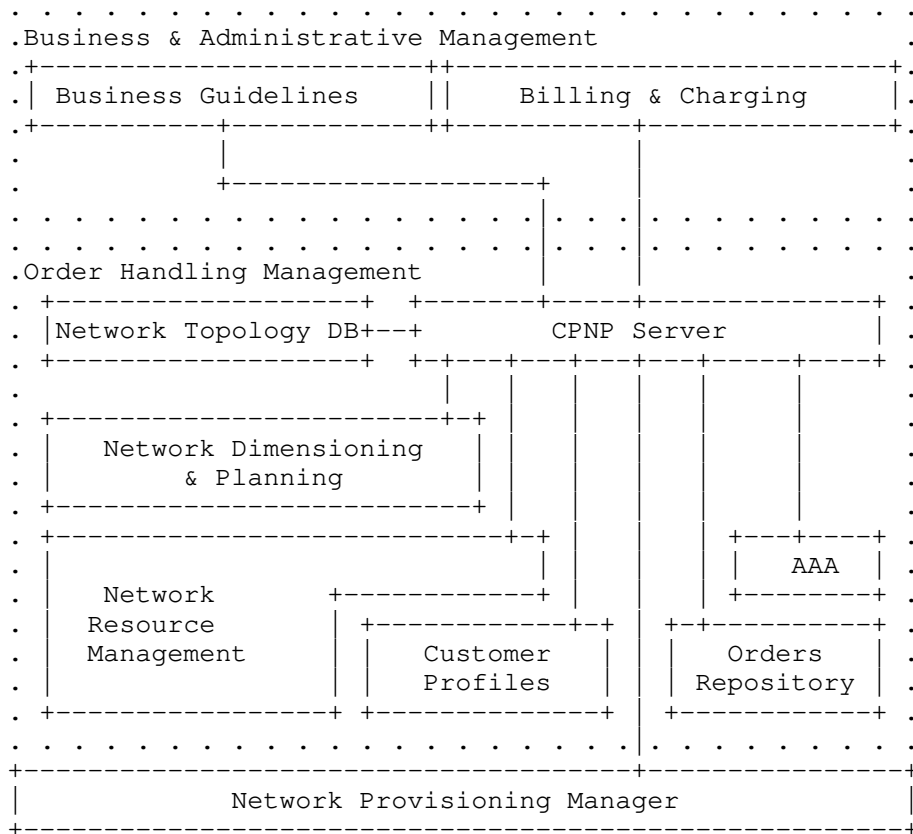 Business & Administrative Management
Business Guidelines
Billing & Charging
Order Handling Management
Network Topology DB
CPNP Server
Network Dimensioning
& Planning
AAA
Network
Resource
Management
Customer
Profiles
Orders
Repository
Network Provisioning Manager